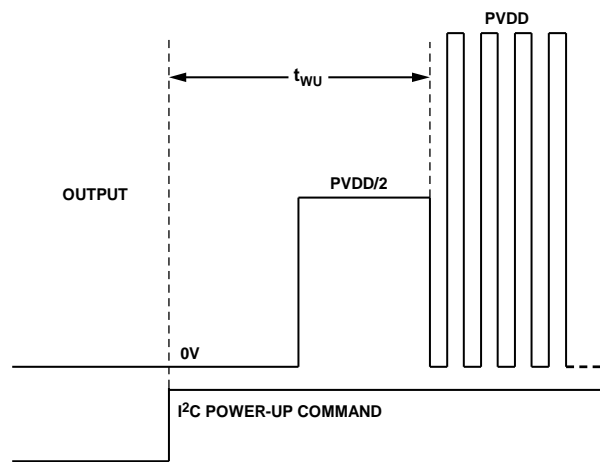 PVDD
tWU
PVDD/2
OUTPUT
0V
I²C POWER-UP COMMAND